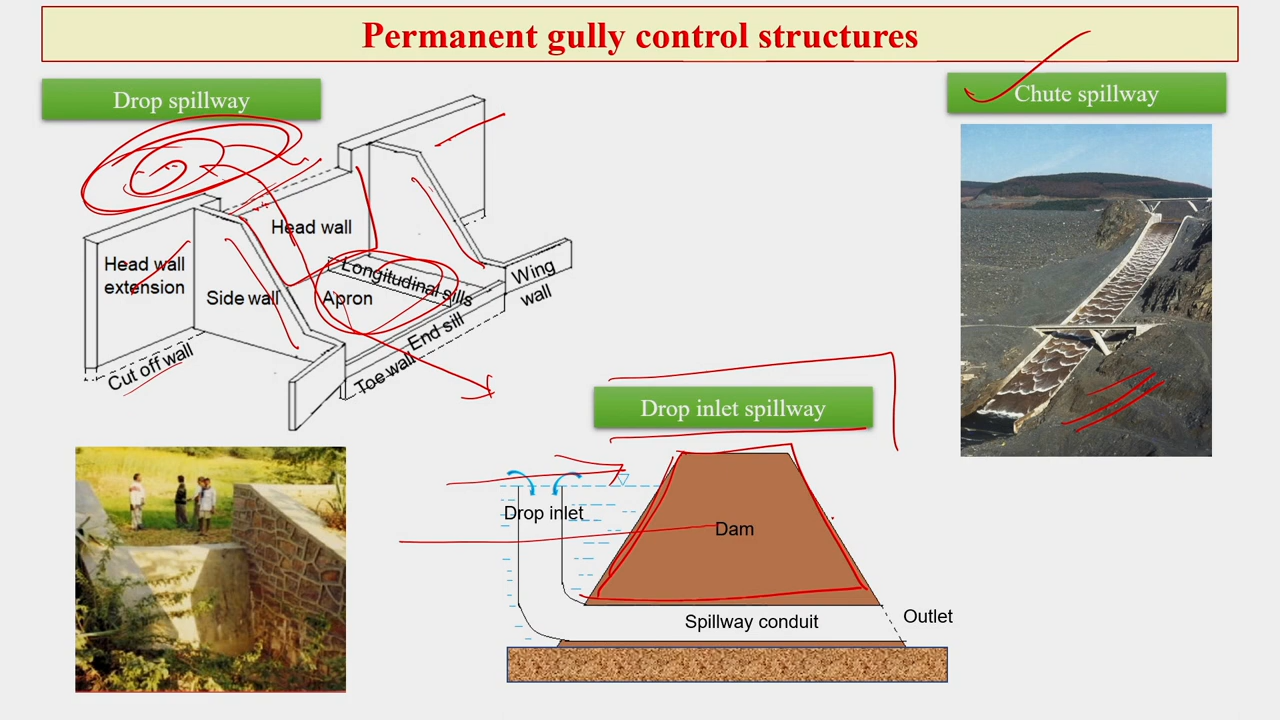 Permanent gully control structures
Drop spillway
Chute spillway
Head wall
Head wall
extension
Side wall
Apron
Longitudinal sills
Wing
wall
End sill
Toe wall
Cut off wall
Drop inlet spillway
Drop inlet
Dam
Spillway conduit
Outlet